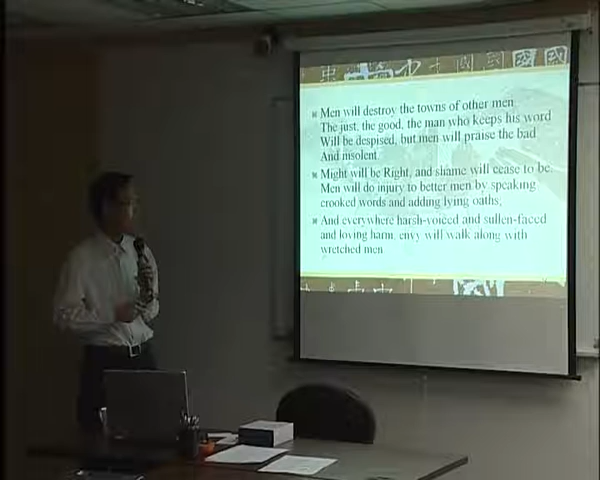 Men will destroy the towns of other men.
The just, the good, the man who keeps his word
Will be despised, but men will praise the bad
And insolent.
Might will be Right, and shame will cease to be.
Men will do injury to better men by speaking
crooked words and adding lying oaths;
And everywhere harsh-voiced and sullen-faced
and loving harm, envy will walk along with
wretched men